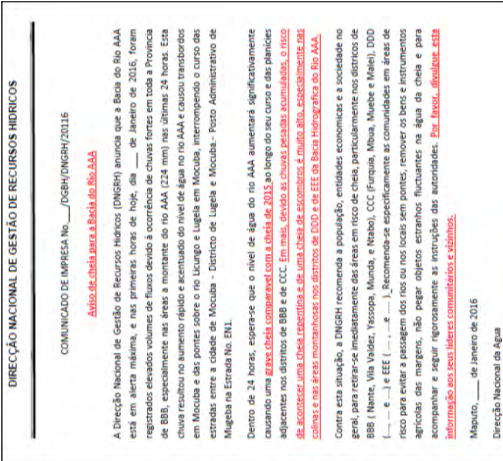 DIRECÇÃO NACIONAL DE GESTÃO DE RECURSOS HIDRICOS
COMUNICADO DE IMPRESA No.___/DGBH/DNGRH/20116
Aviso de cheia para a Bacia do Rio AAA
A Direcção Nacional de Gestão de Recursos Hídricos (DNGRH) anuncia que a Bacia do Rio AAA
está em alerta máxima, e nas primeiras horas de hoje, dia ___ de Janeiro de 2016, foram
registrados elevados volumes de fluxos devido à ocorrência de chuvas fortes em toda a Provincia
de BBB, especialmente nas áreas a montante do rio AAA (224 mm) nas últimas 24 horas. Esta
chuva resultou no aumento rápido e acentuado do nível de água no rio AAA e causou transbordos
em Mocuba e das pontes sobre o rio Licungo e Lugela em Mocuba, interrompendo o curso das
estradas entre a cidade de Mocuba - Districto de Lugela e Mocuba - Posto Administrativo de
Mugeba na Estrada No. EN1.
Dentro de 24 horas, espera-se que o nivel de água do rio AAA aumentará significativamente
causando uma grave cheia comparável com a cheia de 2015 ao longo do seu curso e das planicies
adjacentes nos distritos de BBB e de CCC. Em mais, devido as chuvas pesadas acumuladas, o risco
de acontecer uma cheia repentina e de uma cheia de escombros é muito alto, especialmente nas
colinas e nas áreas montanhosas nos distritos de DDD e de EEE da Bacia Hidrografica do Rio AAA.
Contra esta situação, a DNGRH recomenda a população, entidades economicas e a sociedade no
geral, para retirar-se imediatamente das áreas em risco de cheia, particularmente nos districos de
BBB ( Nante, Vila Valdez, Yassopa, Munda, e Ntabo), CCC (Furquia, Mbua, Muebe e Malei), DDD
(..., ... e ...) e EEE ( ... , ... e ... ). Recomenda-se especificamente as comunidades em áreas de
risco para evitar a passagem dos rios ou nos locais sem pontes, remover os bens e instrumentos
agricolas das margens, não pegar objetos estranhos fluctuantes na água da cheia e para
acompanhar e seguir rigorosamente as instruções das autoridades. Por favor, divulgue esta
informação aos seus líderes comunitários e vizinhos.
Maputo, ____ de Janeiro de 2016
Direcção Nacional da Agua